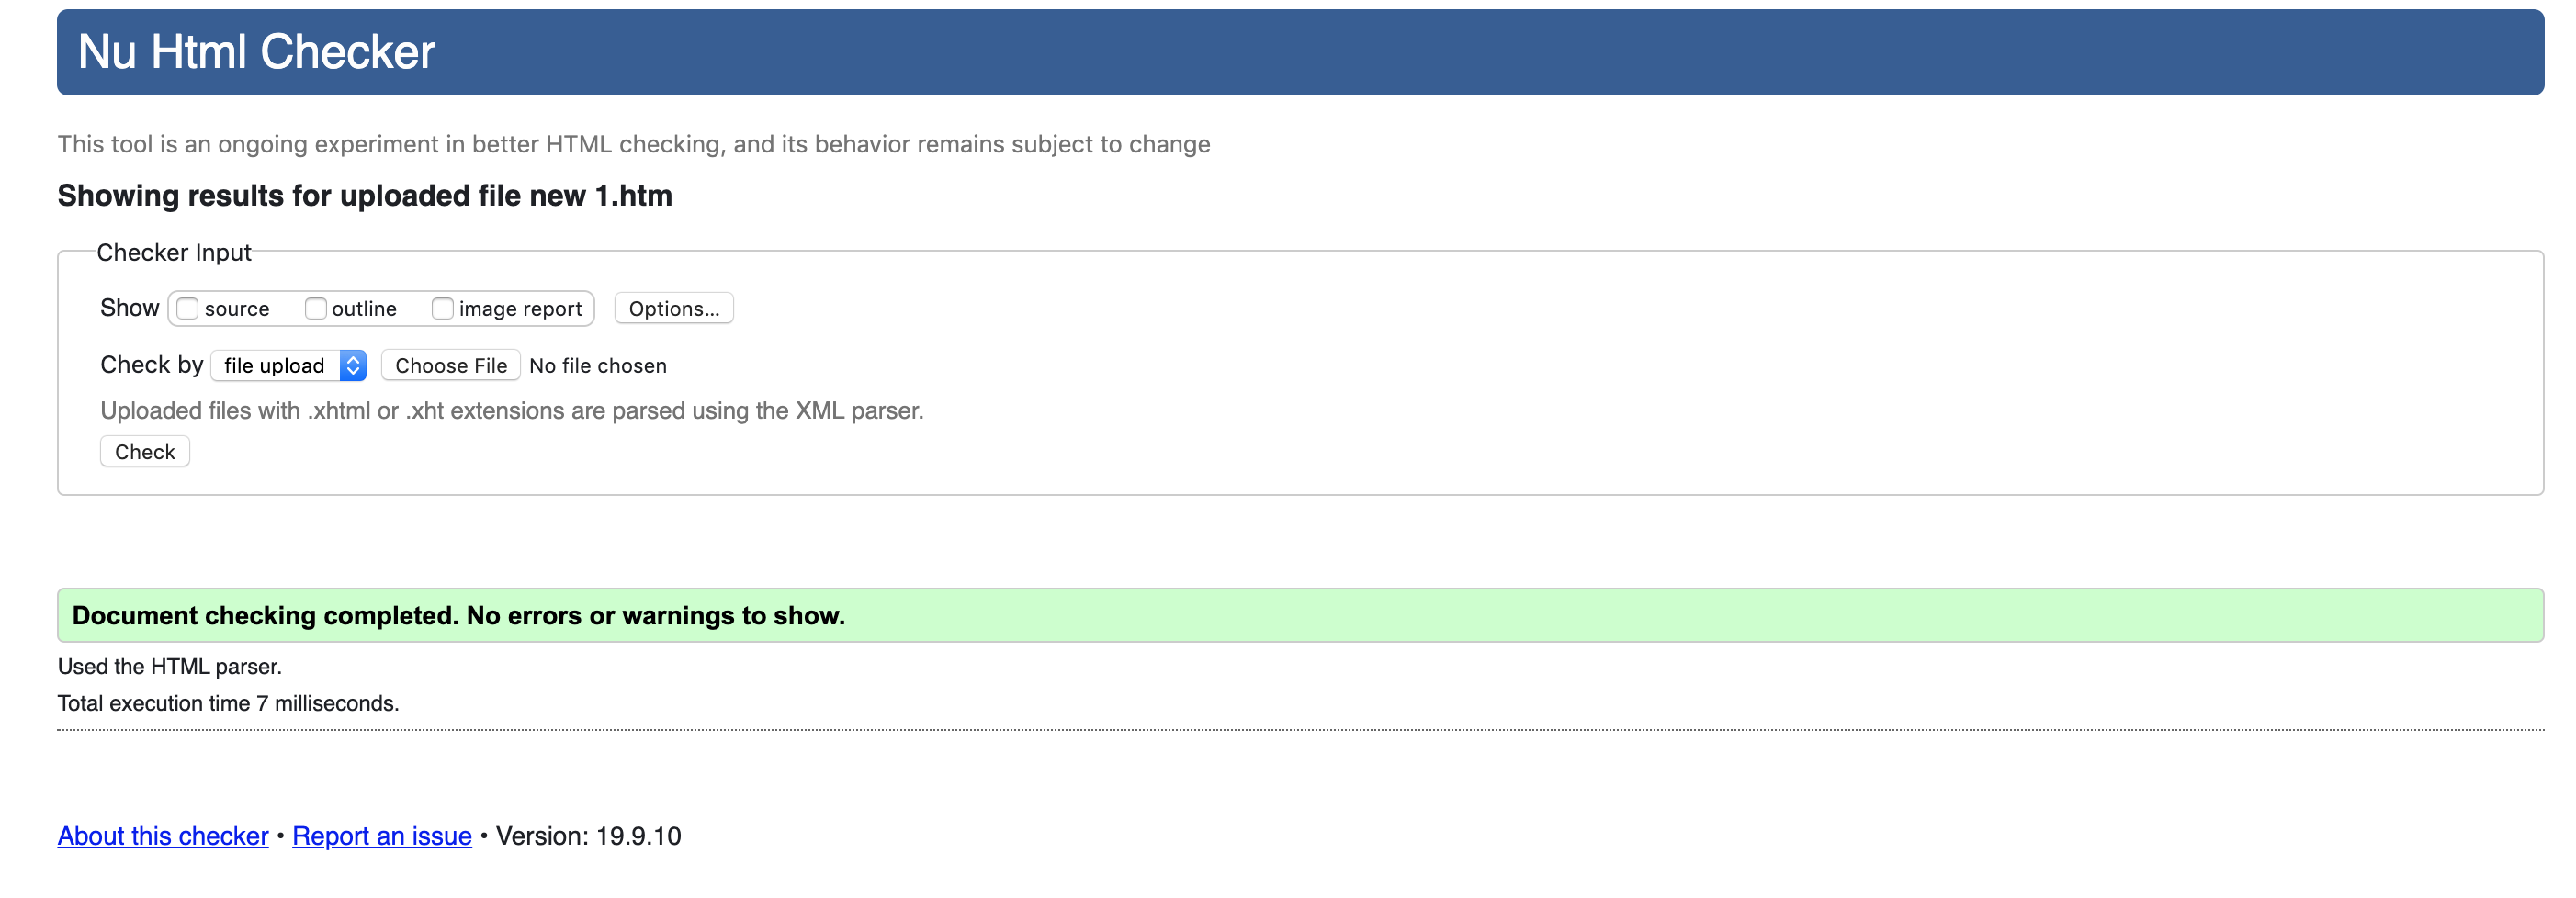 Nu Html Checker
This tool is an ongoing experiment in better HTML checking, and its behavior remains subject to change
Showing results for uploaded file new 1.htm
Checker Input
Show source outline image report Options...
Check by file upload Choose File No file chosen
Uploaded files with .xhtml or .xht extensions are parsed using the XML parser.
Check
Document checking completed. No errors or warnings to show.
Used the HTML parser.
Total execution time 7 milliseconds.
About this checker • Report an issue • Version: 19.9.10